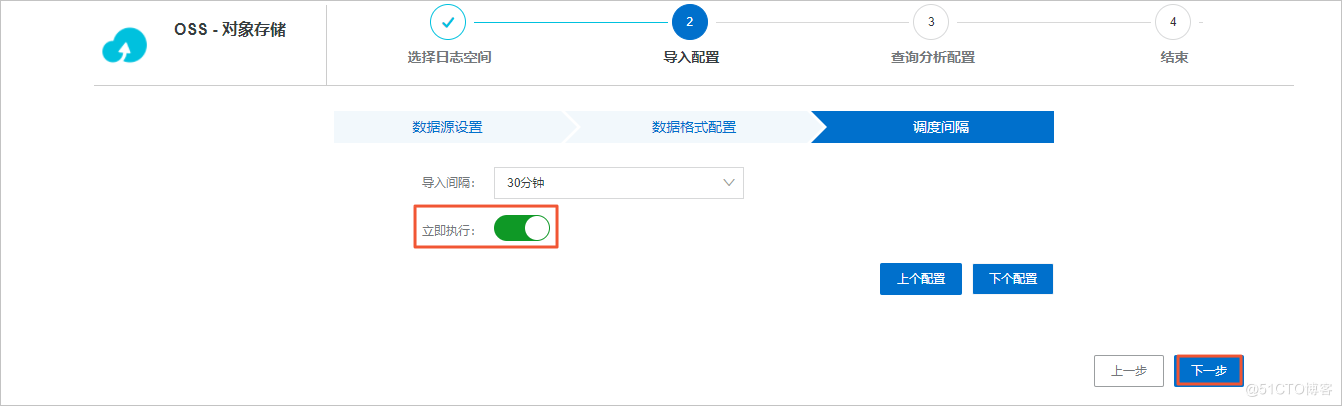 OSS - 对象存储
2
3
4
选择日志空间
导入配置
查询分析配置
结束
数据源设置
数据格式配置
调度间隔
导入间隔：
30分钟
立即执行：
上个配置
下个配置
上一步
下一步
@51CTO博客